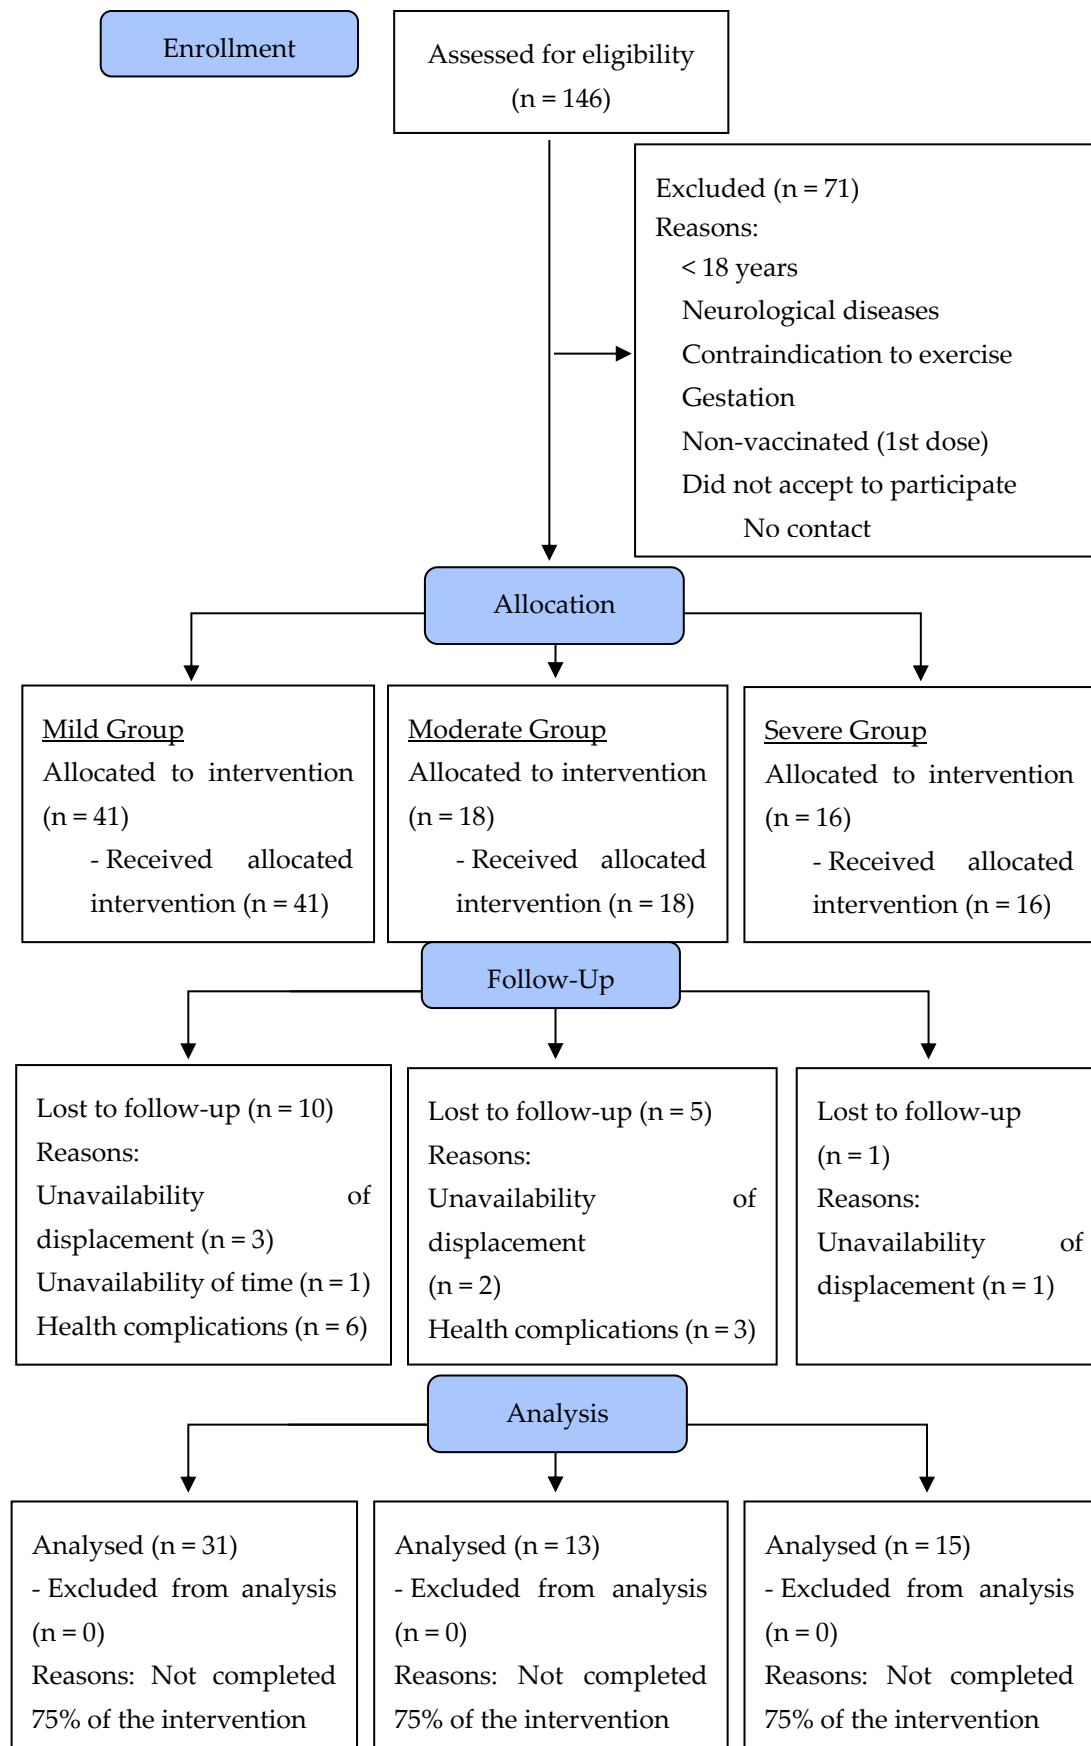 Enrollment
Assessed for eligibility
(n = 146)
Excluded (n = 71)
Reasons:
< 18 years
Neurological diseases
Contraindication to exercise
Gestation
Non-vaccinated (1st dose)
Did not accept to participate
No contact
Allocation
Mild Group
Allocated to intervention
(n = 41)
- Received allocated
intervention (n = 41)
Moderate Group
Allocated to intervention
(n = 18)
- Received allocated
intervention (n = 18)
Severe Group
Allocated to intervention
(n = 16)
- Received allocated
intervention (n = 16)
Follow-Up
Lost to follow-up (n = 10)
Reasons:
Unavailability of
displacement (n = 3)
Unavailability of time (n = 1)
Health complications (n = 6)
Lost to follow-up (n = 5)
Reasons:
Unavailability of
displacement
(n = 2)
Health complications (n = 3)
Lost to follow-up
(n = 1)
Reasons:
Unavailability of
displacement (n = 1)
Analysis
Analysed (n = 31)
- Excluded from analysis
(n = 0)
Reasons: Not completed
75% of the intervention
Analysed (n = 13)
- Excluded from analysis
(n = 0)
Reasons: Not completed
75% of the intervention
Analysed (n = 15)
- Excluded from analysis
(n = 0)
Reasons: Not completed
75% of the intervention